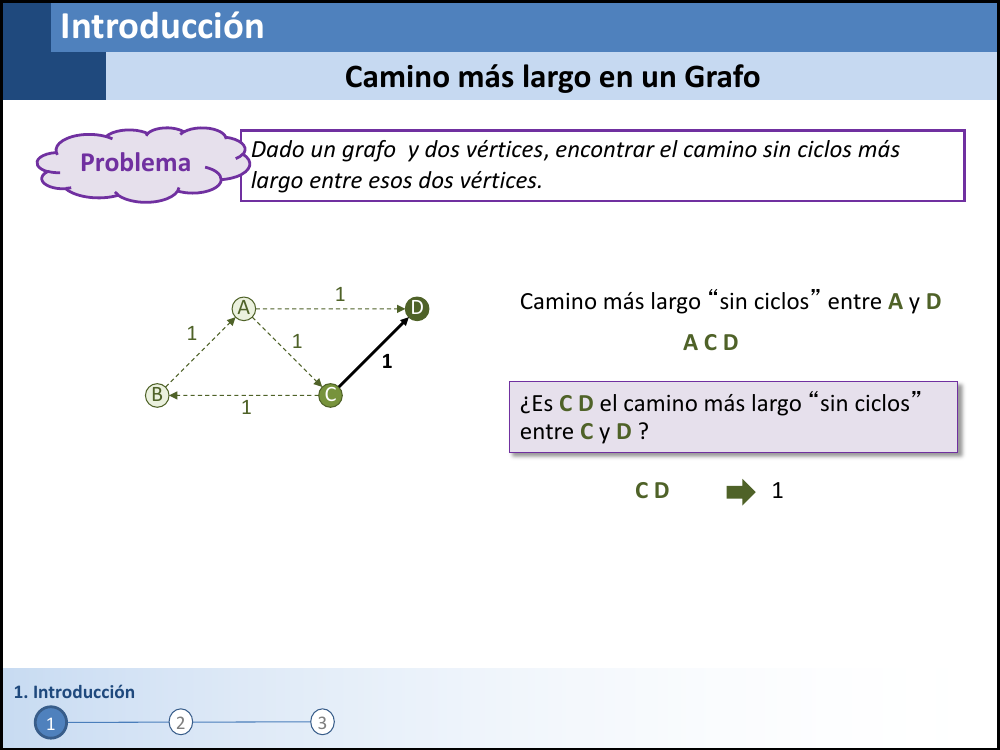 Introducción
Camino más largo en un Grafo
Problema
Dado un grafo y dos vértices, encontrar el camino sin ciclos más
largo entre esos dos vértices.
1
A
D
1
1
1
B
C
1
Camino más largo “sin ciclos” entre A y D
A C D
¿Es C D el camino más largo “sin ciclos”
entre C y D ?
C D 1
1. Introducción
1 2 3